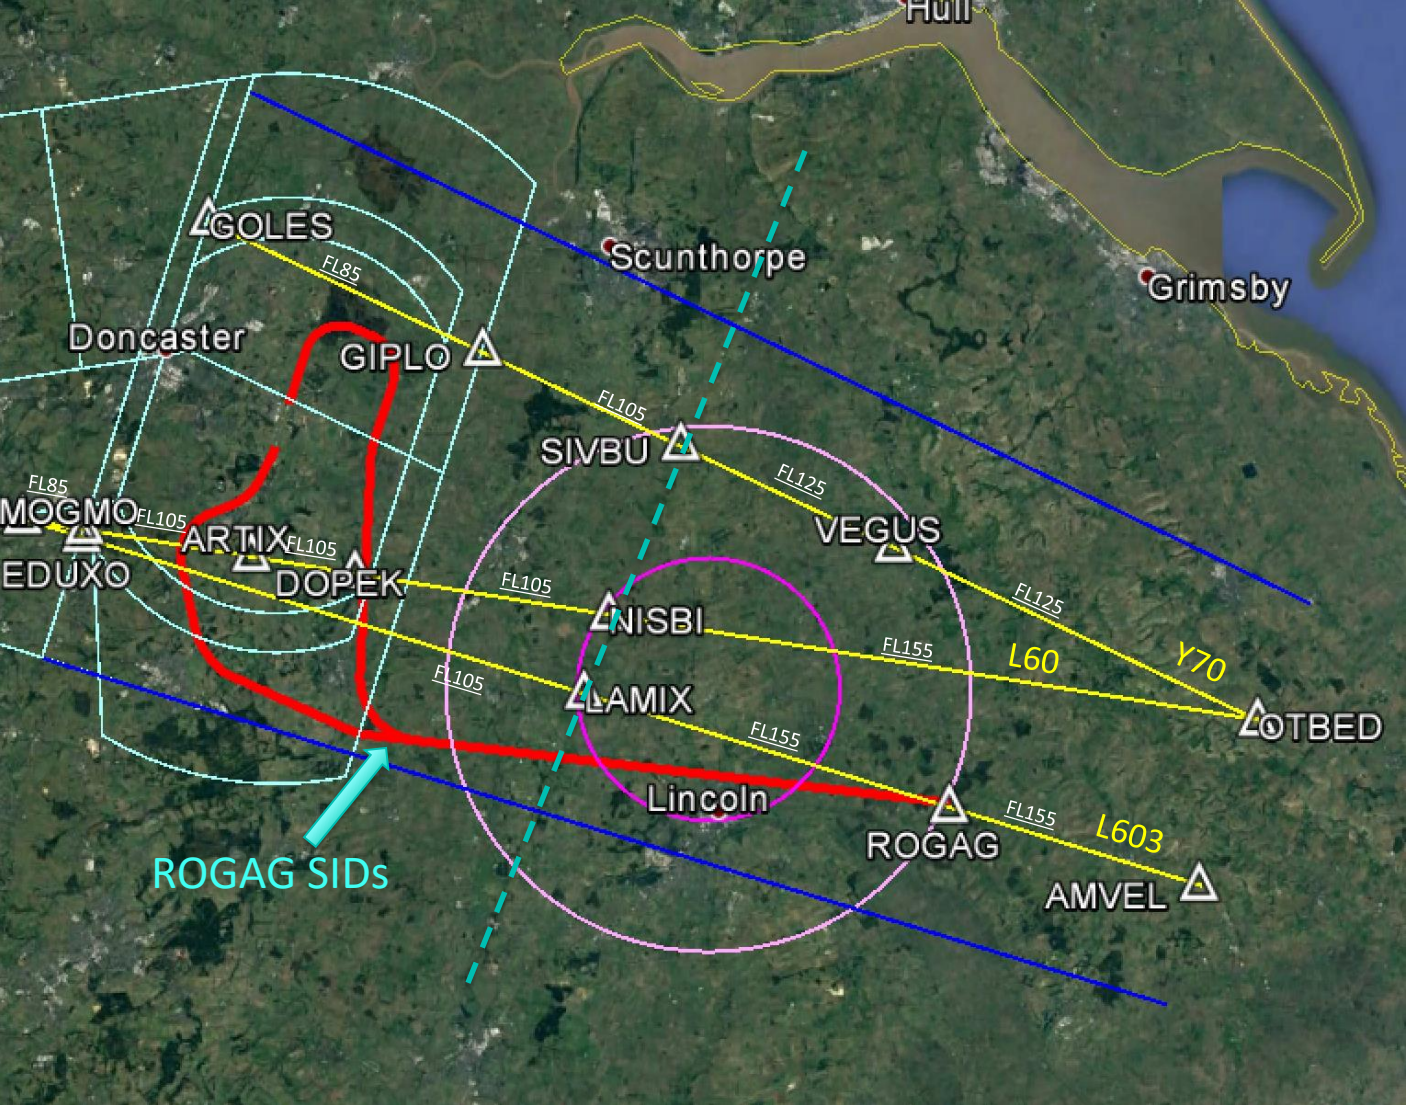 Hull
GOLES
FL85
Scunthorpe
Grimsby
Doncaster
GIPLO
FL105
SIVBU
FL125
VEGUS
FL85
MOGMO
FL105
ARTIX
FL105
EDUXO
DOPEK
FL105
NISBI
FL125
FL155
L60
Y70
FL105
LAMIX
FL155
OTBED
Lincoln
FL155
L603
ROGAG
ROGAG SIDs
AMVEL